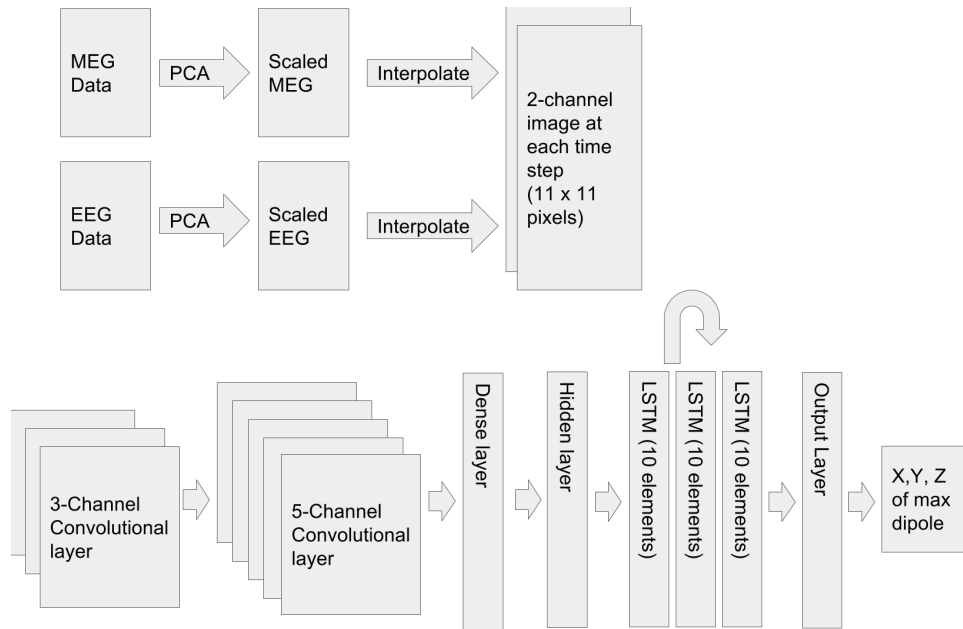 MEG
Data
PCA
Scaled
MEG
Interpolate
2-channel
image at
each time
step
(11 x 11
pixels)
EEG
Data
PCA
Scaled
EEG
Interpolate
3-Channel
Convolutional
layer
5-Channel
Convolutional
layer
Dense layer
Hidden layer
LSTM (10 elements)
LSTM (10 elements)
LSTM (10 elements)
Output Layer
X,Y, Z
of max
dipole